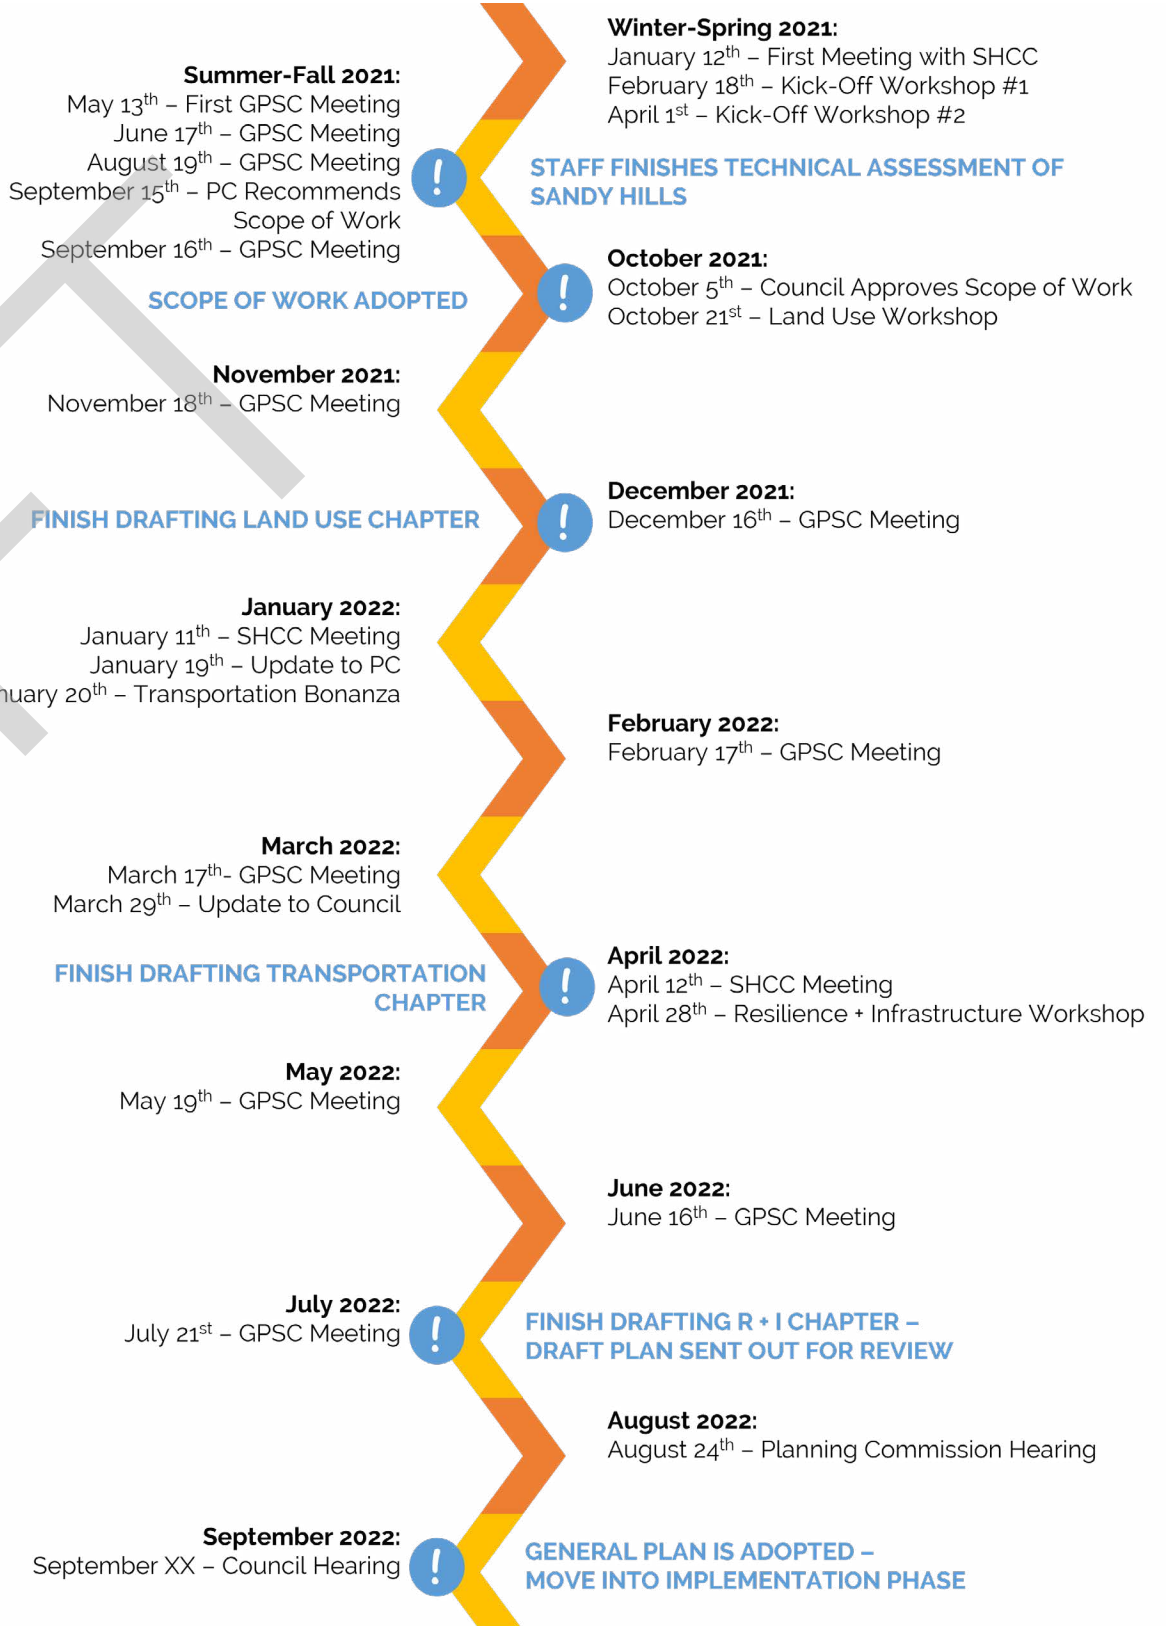 Winter-Spring 2021:
January 12th – First Meeting with SHCC
February 18th – Kick-Off Workshop #1
April 1st – Kick-Off Workshop #2
Summer-Fall 2021:
May 13th – First GPSC Meeting
June 17th – GPSC Meeting
August 19th – GPSC Meeting
September 15th – PC Recommends
Scope of Work
September 16th – GPSC Meeting
STAFF FINISHES TECHNICAL ASSESSMENT OF
SANDY HILLS
October 2021:
October 5th – Council Approves Scope of Work
October 21st – Land Use Workshop
SCOPE OF WORK ADOPTED
November 2021:
November 18th – GPSC Meeting
December 2021:
December 16th – GPSC Meeting
FINISH DRAFTING LAND USE CHAPTER
January 2022:
January 11th – SHCC Meeting
January 19th – Update to PC
nuary 20th – Transportation Bonanza
February 2022:
February 17th – GPSC Meeting
March 2022:
March 17th- GPSC Meeting
March 29th – Update to Council
April 2022:
April 12th – SHCC Meeting
April 28th – Resilience + Infrastructure Workshop
FINISH DRAFTING TRANSPORTATION
CHAPTER
May 2022:
May 19th – GPSC Meeting
June 2022:
June 16th – GPSC Meeting
July 2022:
July 21st – GPSC Meeting
FINISH DRAFTING R + I CHAPTER –
DRAFT PLAN SENT OUT FOR REVIEW
August 2022:
August 24th – Planning Commission Hearing
September 2022:
September XX – Council Hearing
GENERAL PLAN IS ADOPTED –
MOVE INTO IMPLEMENTATION PHASE